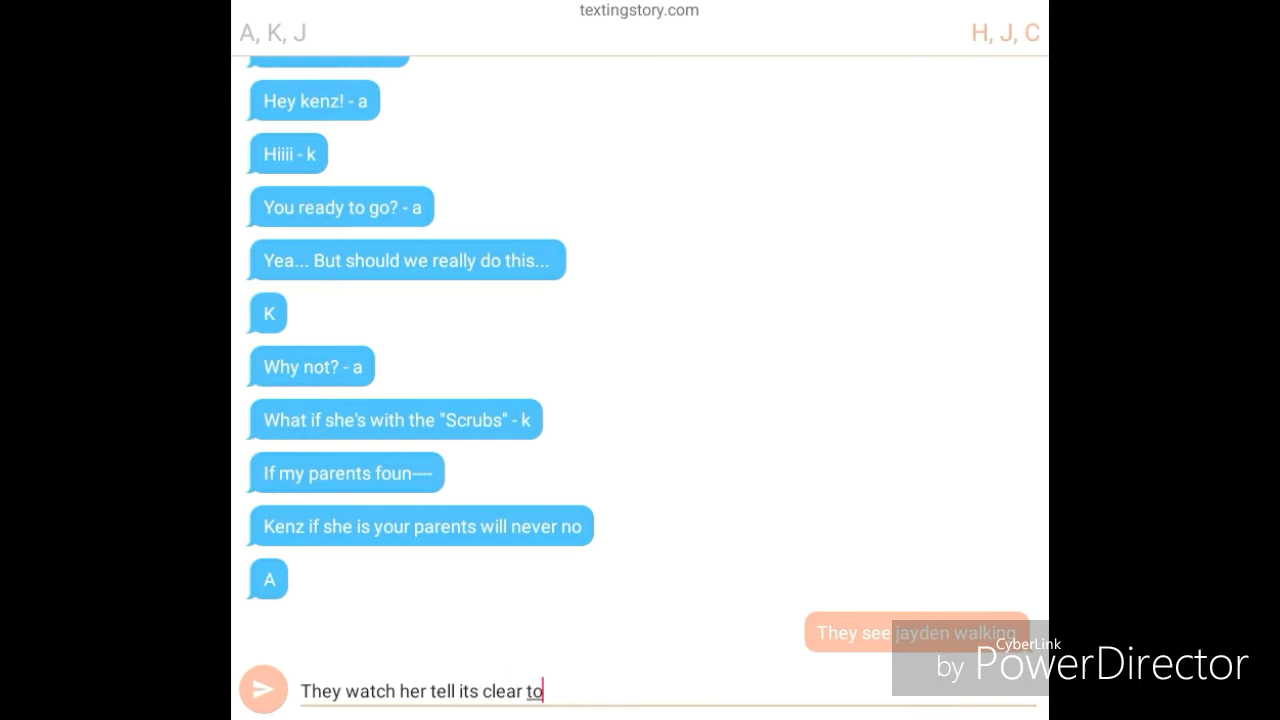 textingstory.com
A, K, J
H, J, C
Hey kenz! - a
Hiiii - k
You ready to go? - a
Yea... But should we really do this...
K
Why not? - a
What if she's with the "Scrubs" - k
If my parents foun—-
Kenz if she is your parents will never no
A
They see jayden walking
CyberLink
by PowerDirector
They watch her tell its clear to